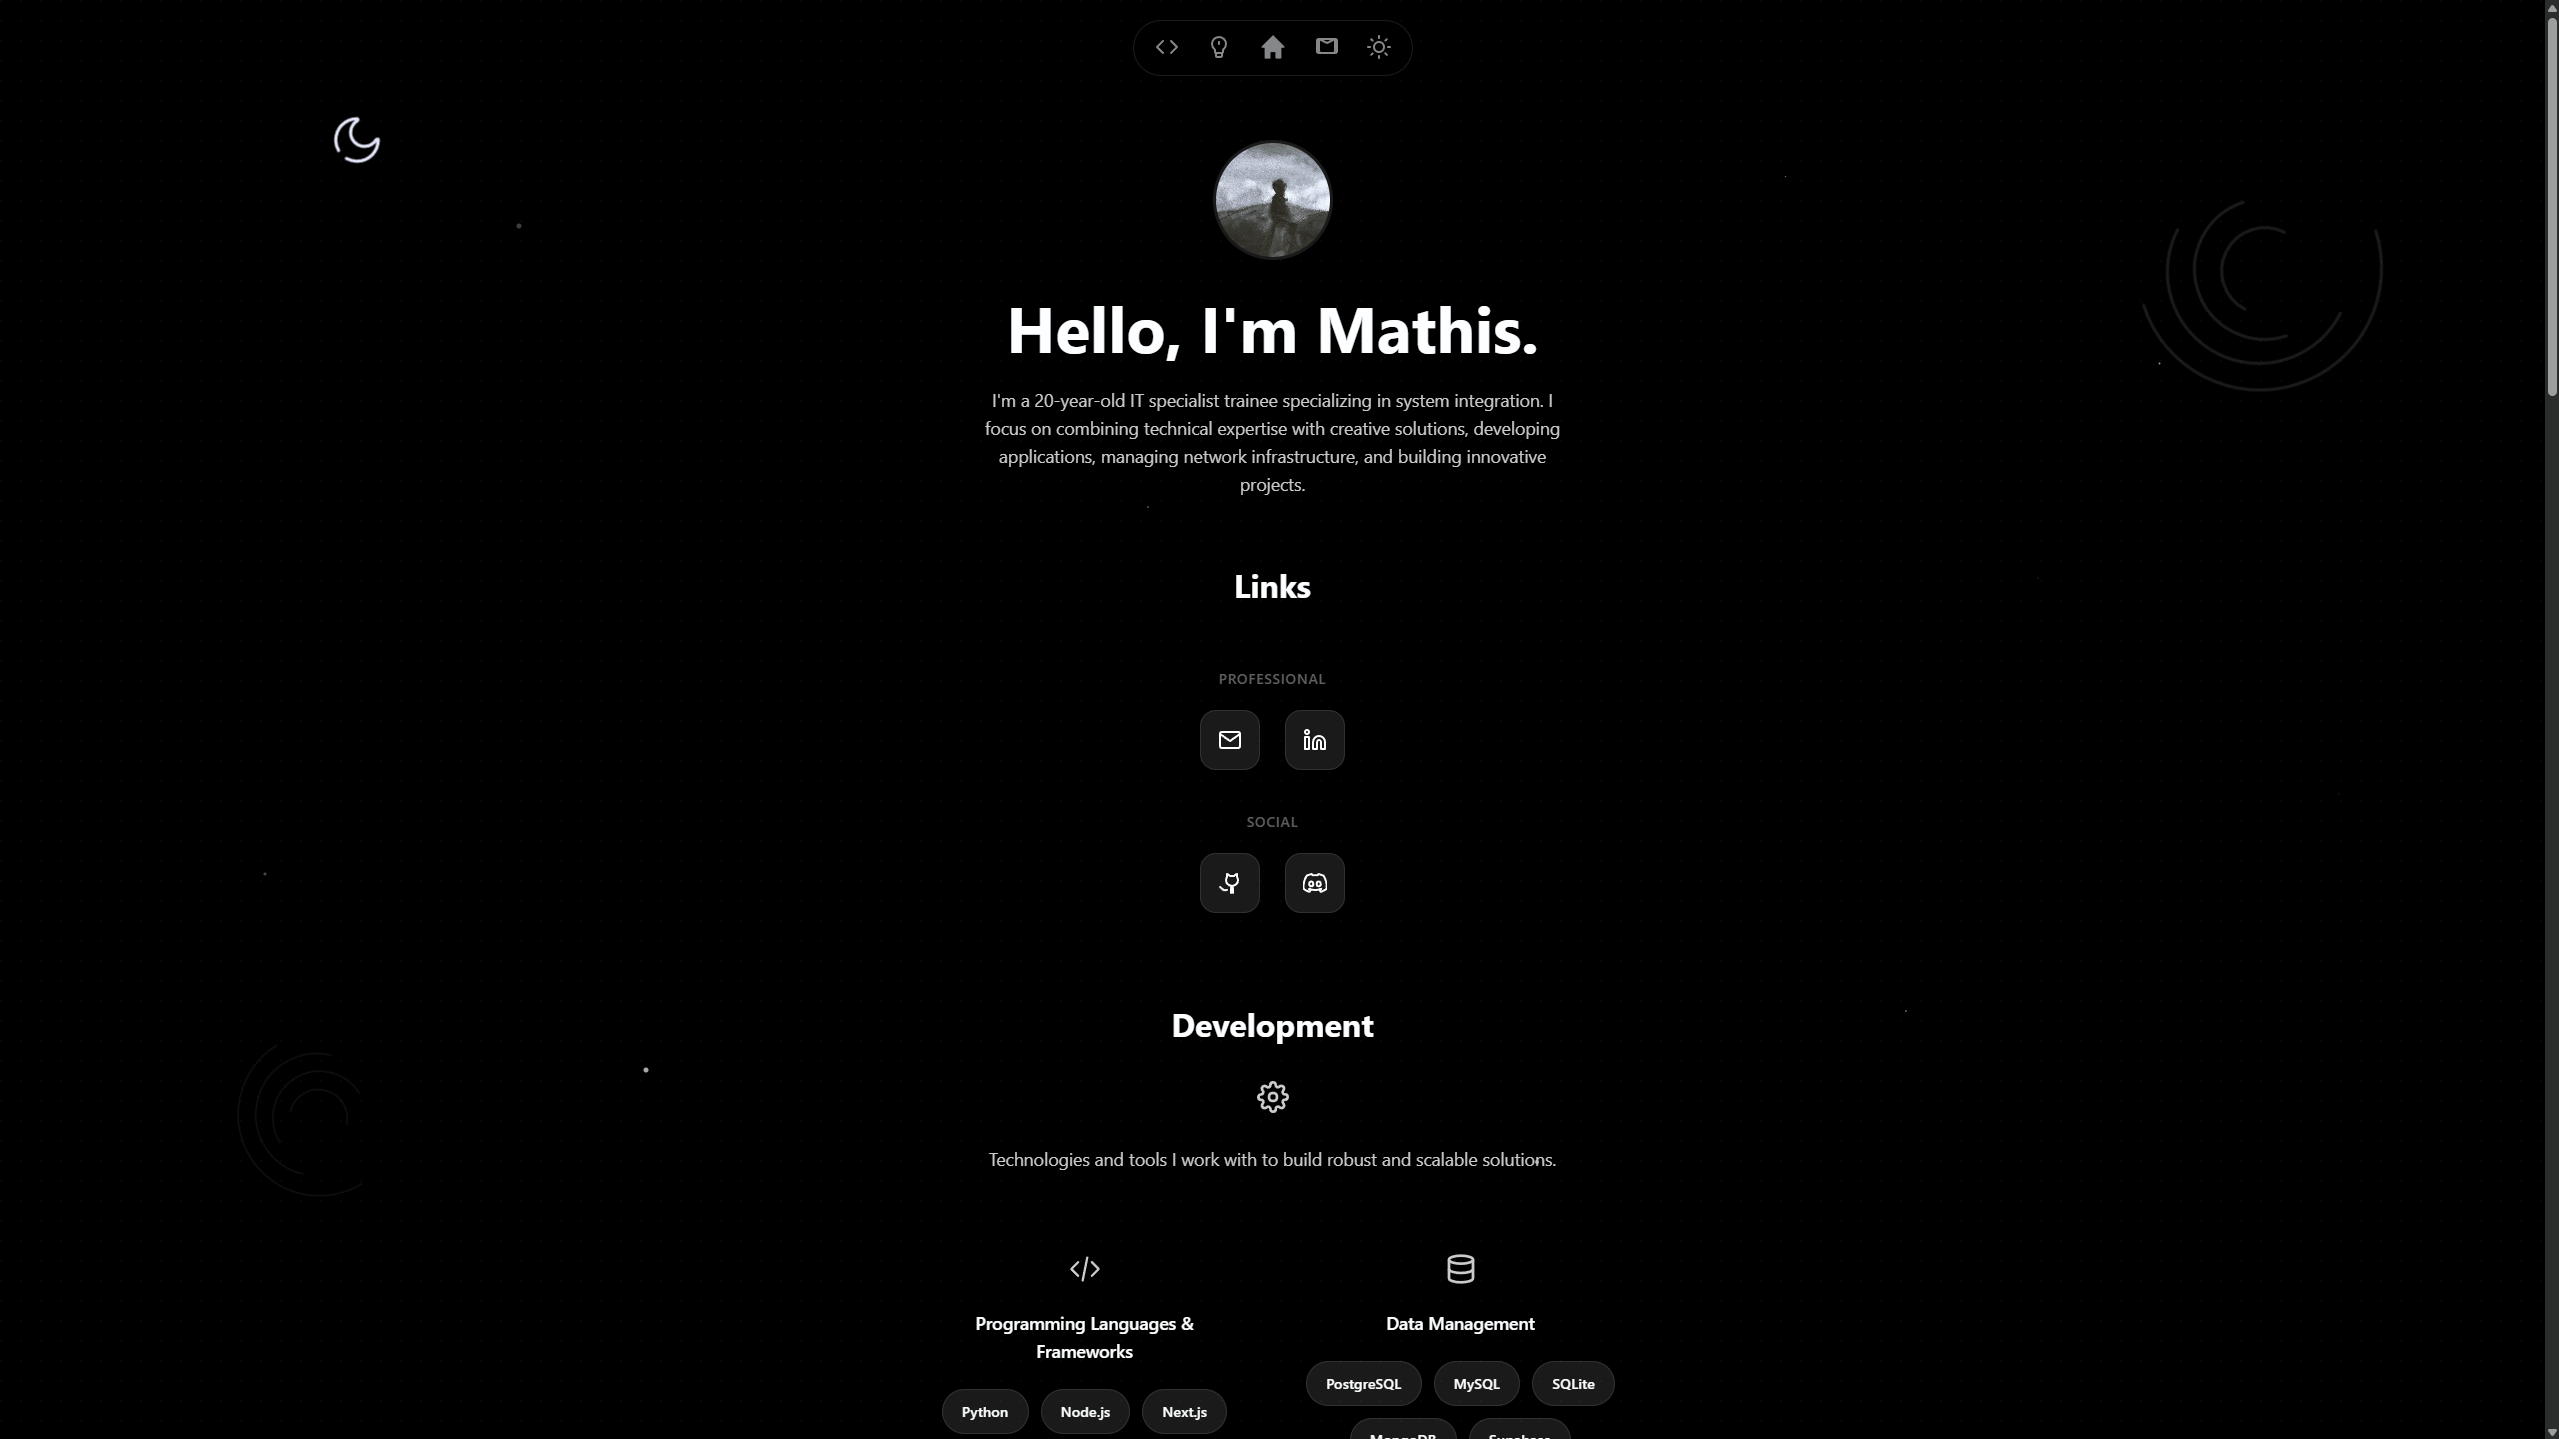 Hello, I'm Mathis.
I'm a 20-year-old IT specialist trainee specializing in system integration. I
focus on combining technical expertise with creative solutions, developing
applications, managing network infrastructure, and building innovative
projects.
Links
PROFESSIONAL
SOCIAL
Development
Technologies and tools I work with to build robust and scalable solutions.
Programming Languages &
Frameworks
Python
Node.js
Next.js
Data Management
PostgreSQL
MySQL
SQLite
MongoDB
Supabase